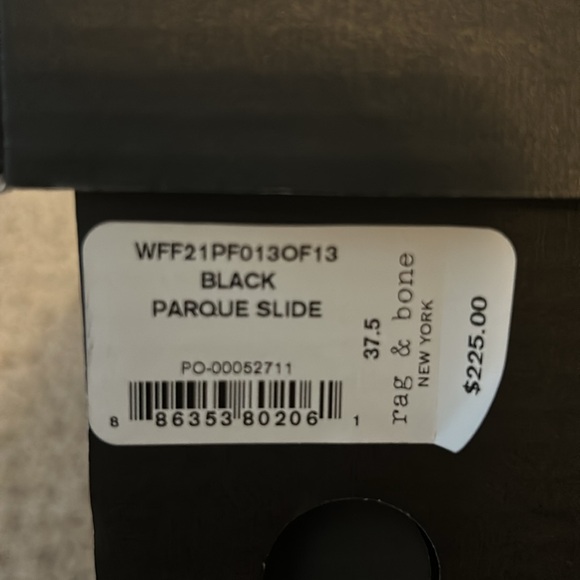 WFF21PF013OF13
BLACK
PARQUE SLIDE
PO-00052711
8 86353 80206 1
37.5
rag & bone
NEW YORK
$225.00